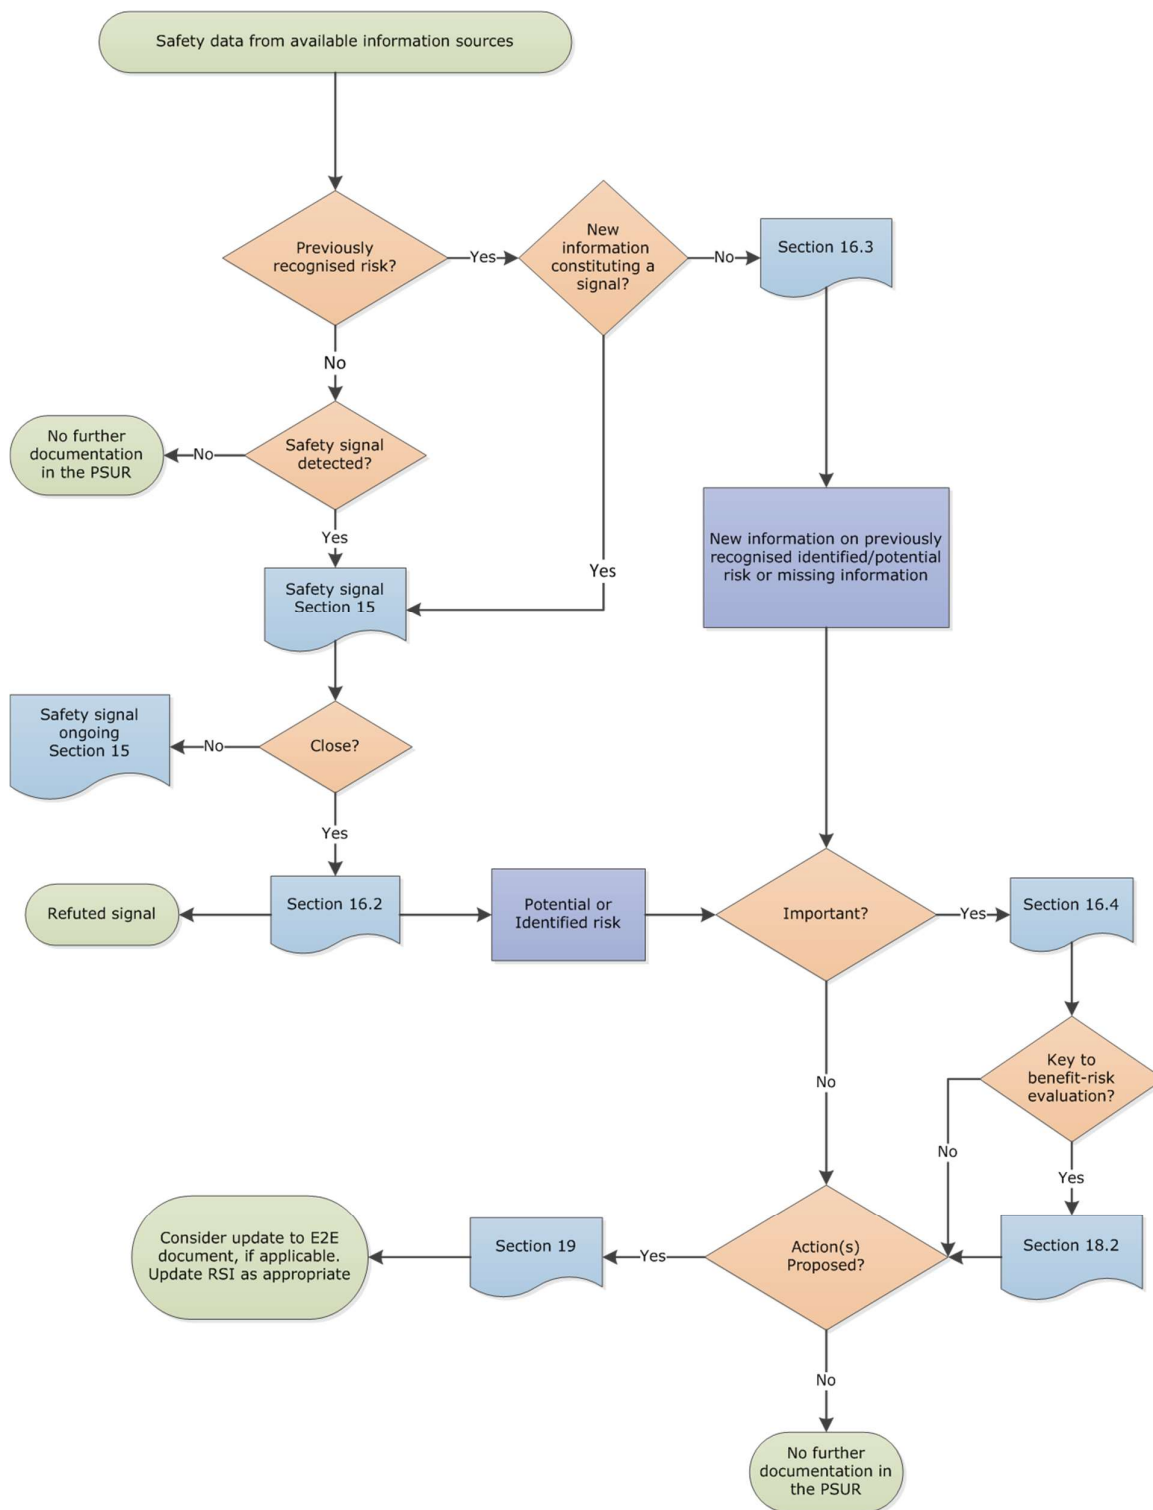 Safety data from available information sources
Previously
recognised risk?
Yes
New
information
constituting a
signal?
No
Section 16.3
No
Safety signal
detected?
No
No further
documentation
in the PSUR
Yes
Yes
Safety signal
Section 15
New information on previously
recognised identified/potential
risk or missing information
Close?
No
Safety signal
ongoing
Section 15
Yes
Section 16.2
Refuted signal
Potential or
Identified risk
Important?
Yes
Section 16.4
Key to
benefit-risk
evaluation?
No
No
Yes
Section 18.2
Action(s)
Proposed?
Yes
Section 19
Consider update to E2E
document, if applicable.
Update RSI as appropriate
No
No further
documentation in
the PSUR